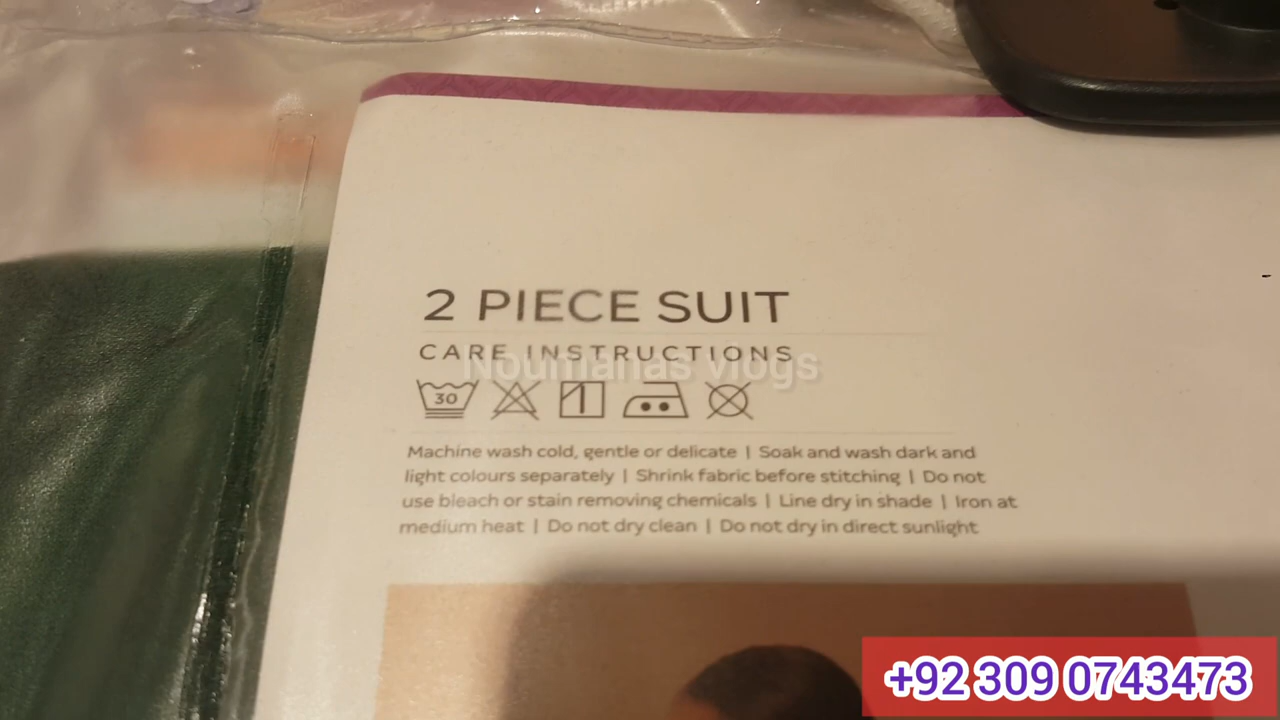 2 PIECE SUIT
CARE INSTRUCTIONS
Noumanas vlogs
30
Machine wash cold, gentle or delicate | Soak and wash dark and
light colours separately | Shrink fabric before stitching | Do not
use bleach or stain removing chemicals | Line dry in shade | Iron at
medium heat | Do not dry clean | Do not dry in direct sunlight
+92 309 0743473